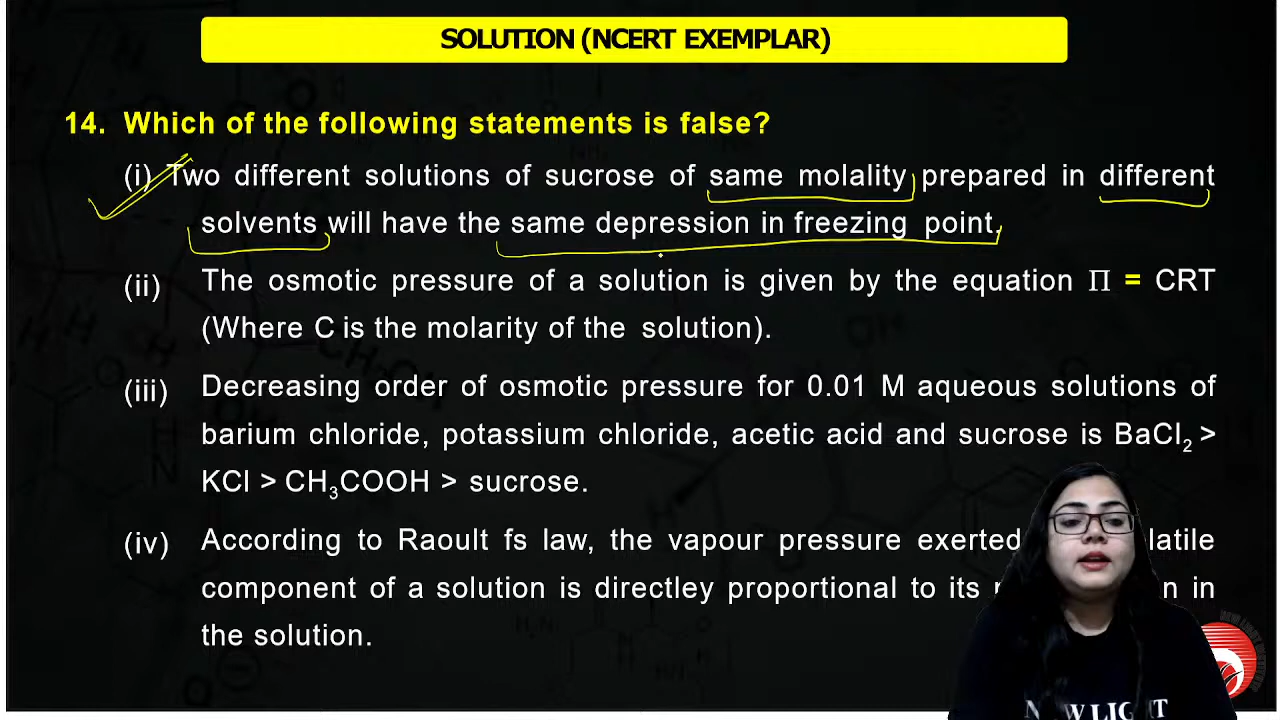 SOLUTION (NCERT EXEMPLAR)
14. Which of the following statements is false?
(i) Two different solutions of sucrose of same molality prepared in different
solvents will have the same depression in freezing point.
(ii) The osmotic pressure of a solution is given by the equation Π = CRT
(Where C is the molarity of the solution).
(iii) Decreasing order of osmotic pressure for 0.01 M aqueous solutions of
barium chloride, potassium chloride, acetic acid and sucrose is BaCl₂ >
KCl > CH₃COOH > sucrose.
(iv) According to Raoult fs law, the vapour pressure exerted latile
component of a solution is directley proportional to its n in
the solution.